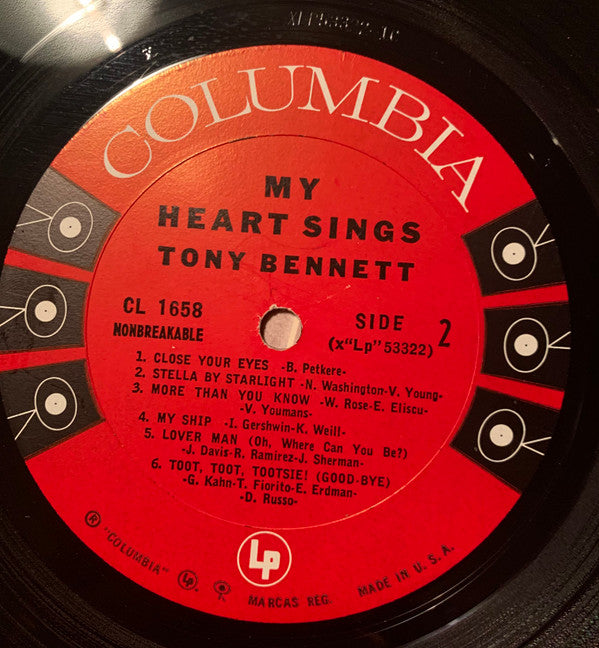 COLUMBIA
MY
HEART SINGS
TONY BENNETT
CL 1658
NONBREAKABLE
SIDE 2
(x"Lp"53322)
1. CLOSE YOUR EYES -B. Petkere-
2. STELLA BY STARLIGHT -N. Washington-V. Young-
3. MORE THAN YOU KNOW -W. Rose-E. Eliscu-
-V. Youmans-
4. MY SHIP -I. Gershwin-K. Weill-
5. LOVER MAN (Oh, Where Can You Be?)
-J. Davis-R. Ramirez-J. Sherman-
6. TOOT, TOOT, TOOTSIE! (GOOD-BYE)
-G. Kahn-T. Fiorito-E. Erdman-
-D. Russo-
Lp
® "COLUMBIA" Lp MARCAS REG. MADE IN U. S. A.